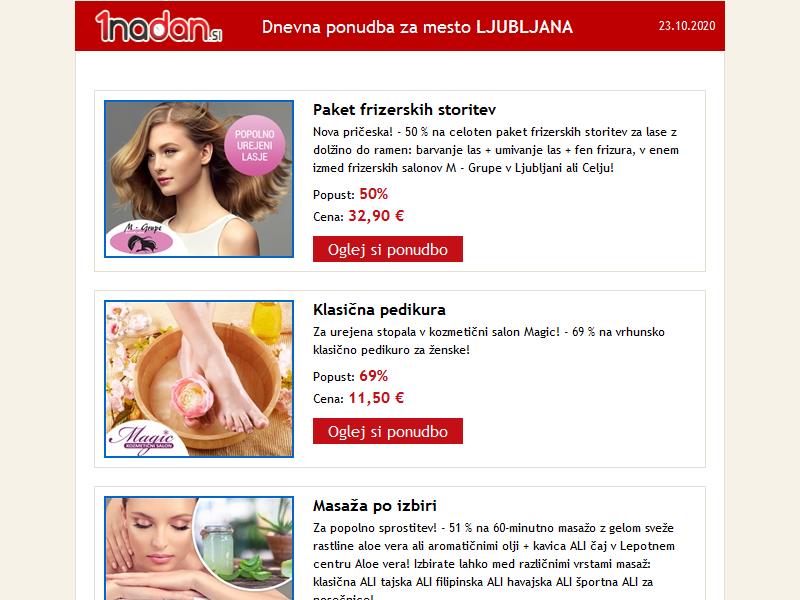 1nadan.si
Dnevna ponudba za mesto LJUBLJANA
23.10.2020
POPOLNO
UREJENI
LASJE
M - Grupe
Paket frizerskih storitev
Nova pričeska! - 50 % na celoten paket frizerskih storitev za lase z
dolžino do ramen: barvanje las + umivanje las + fen frizura, v enem
izmed frizerskih salonov M - Grupe v Ljubljani ali Celju!
Popust: 50%
Cena: 32,90 €
Oglej si ponudbo
Magic
KOZMETIČNI SALON
Klasična pedikura
Za urejena stopala v kozmetični salon Magic! - 69 % na vrhunsko
klasično pedikuro za ženske!
Popust: 69%
Cena: 11,50 €
Oglej si ponudbo
Masaža po izbiri
Za popolno sprostitev! - 51 % na 60-minutno masažo z gelom sveže
rastline aloe vera ali aromatičnimi olji + kavica ALI čaj v Lepotnem
centru Aloe vera! Izbirate lahko med različnimi vrstami masaž:
klasična ALI tajska ALI filipinska ALI havajska ALI športna ALI za
nosečnice!